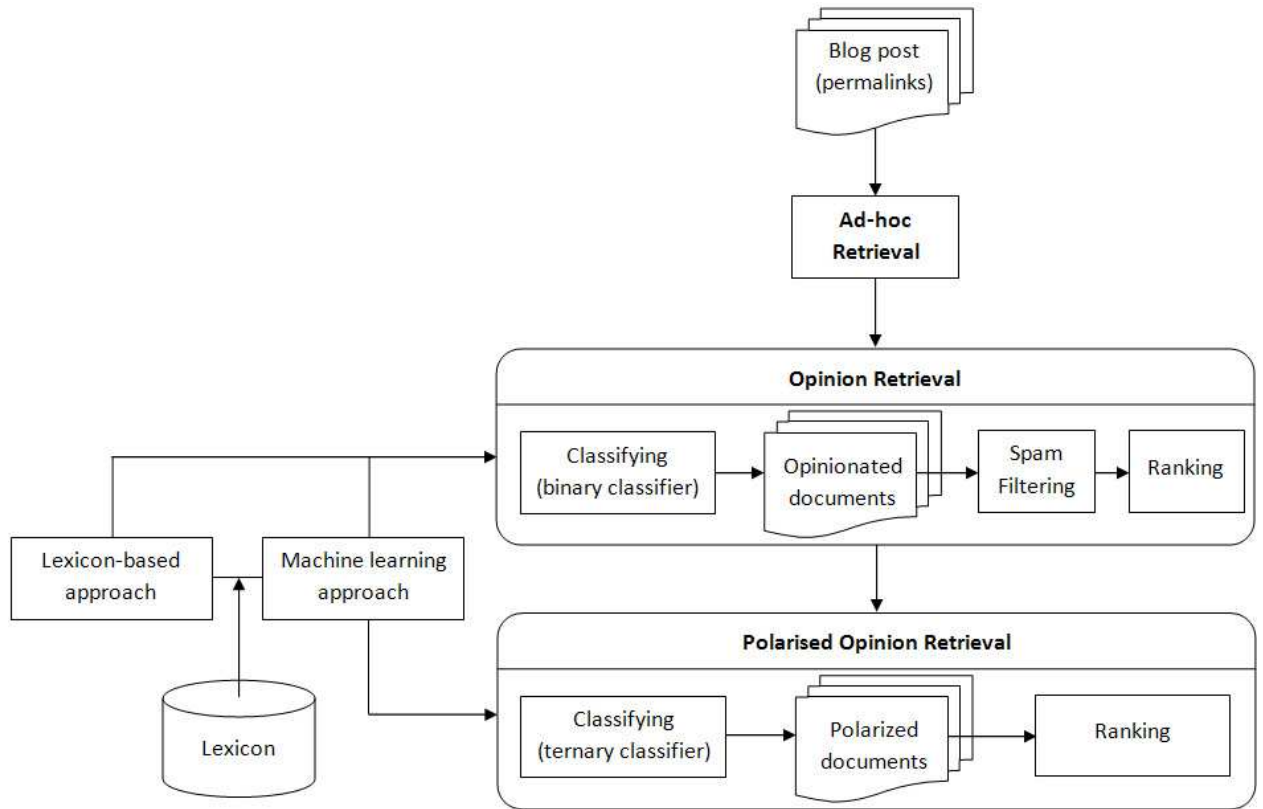 Blog post
(permalinks)
Ad-hoc
Retrieval
Opinion Retrieval
Classifying
(binary classifier)
Opinionated
documents
Spam
Filtering
Ranking
Lexicon-based
approach
Machine learning
approach
Lexicon
Polarised Opinion Retrieval
Classifying
(ternary classifier)
Polarized
documents
Ranking